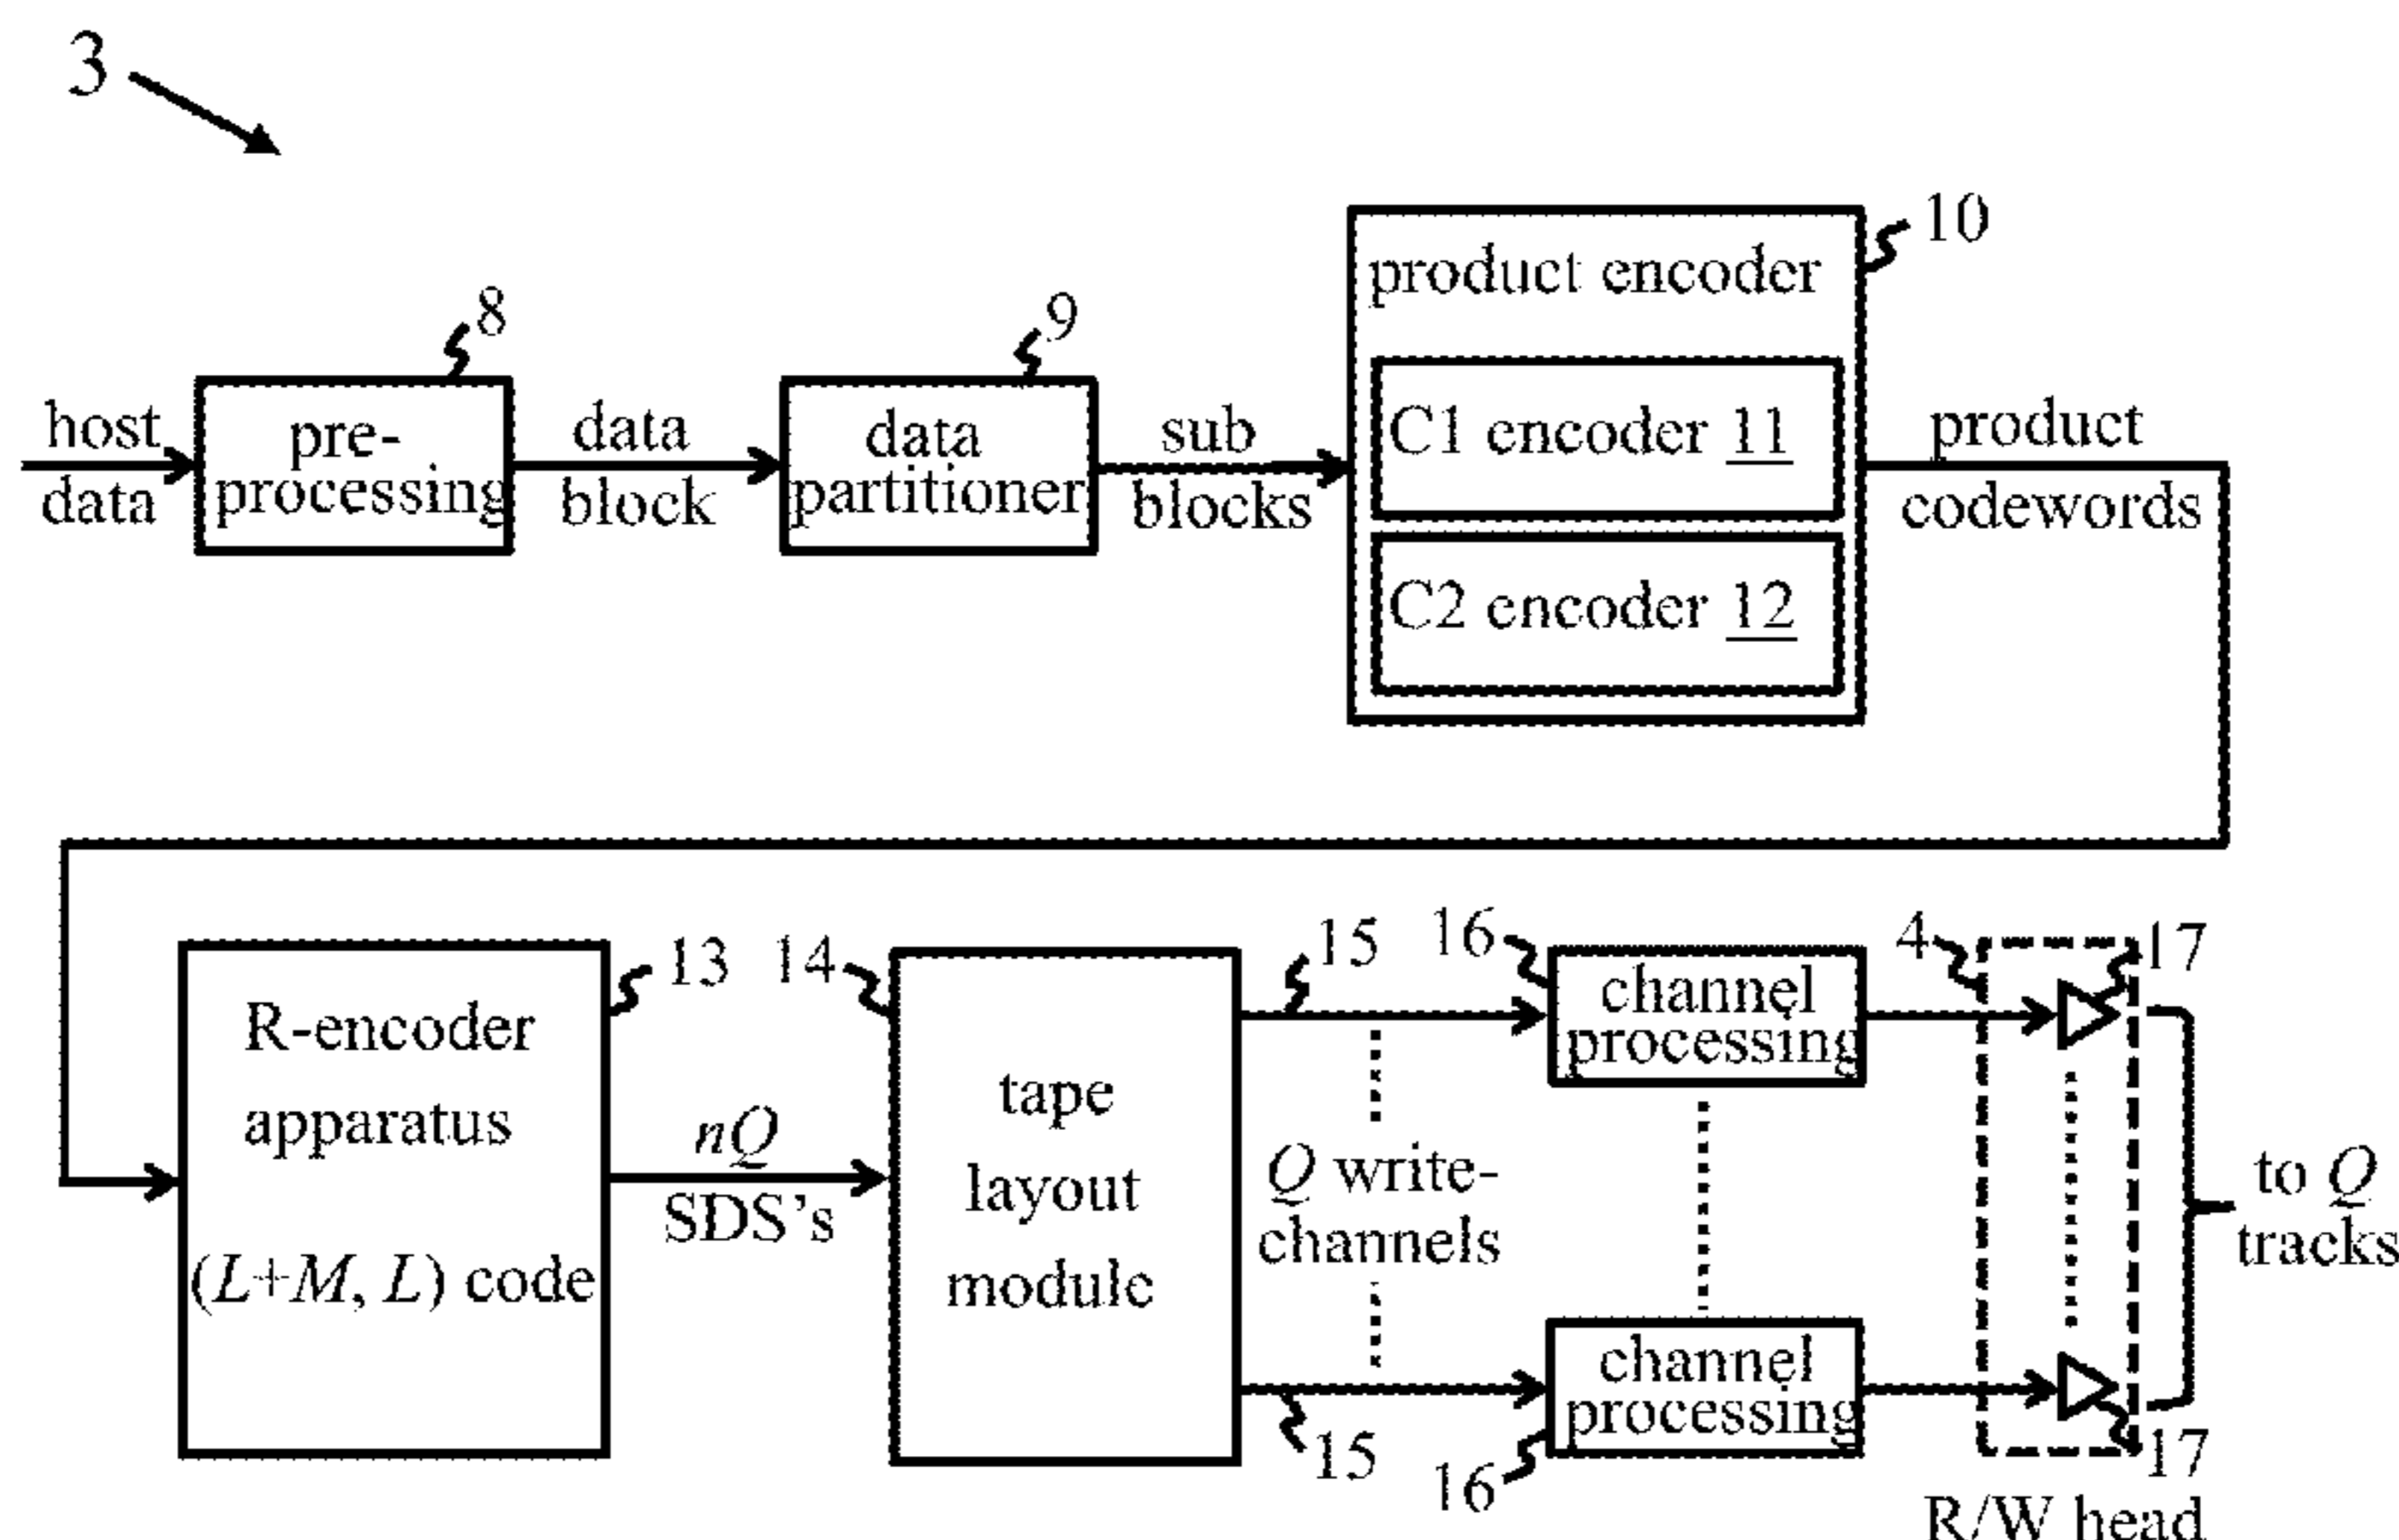 3
10
product encoder
8
9
host
data
pre-
processing
data
block
data
partitioner
sub
blocks
C1 encoder 11
C2 encoder 12
product
codewords
13
R-encoder
apparatus
(L+M, L) code
nQ
SDS's
14
tape
layout
module
15
Q write-
channels
15
16
channel
processing
channel
processing
16
4
17
17
to Q
tracks
R/W head